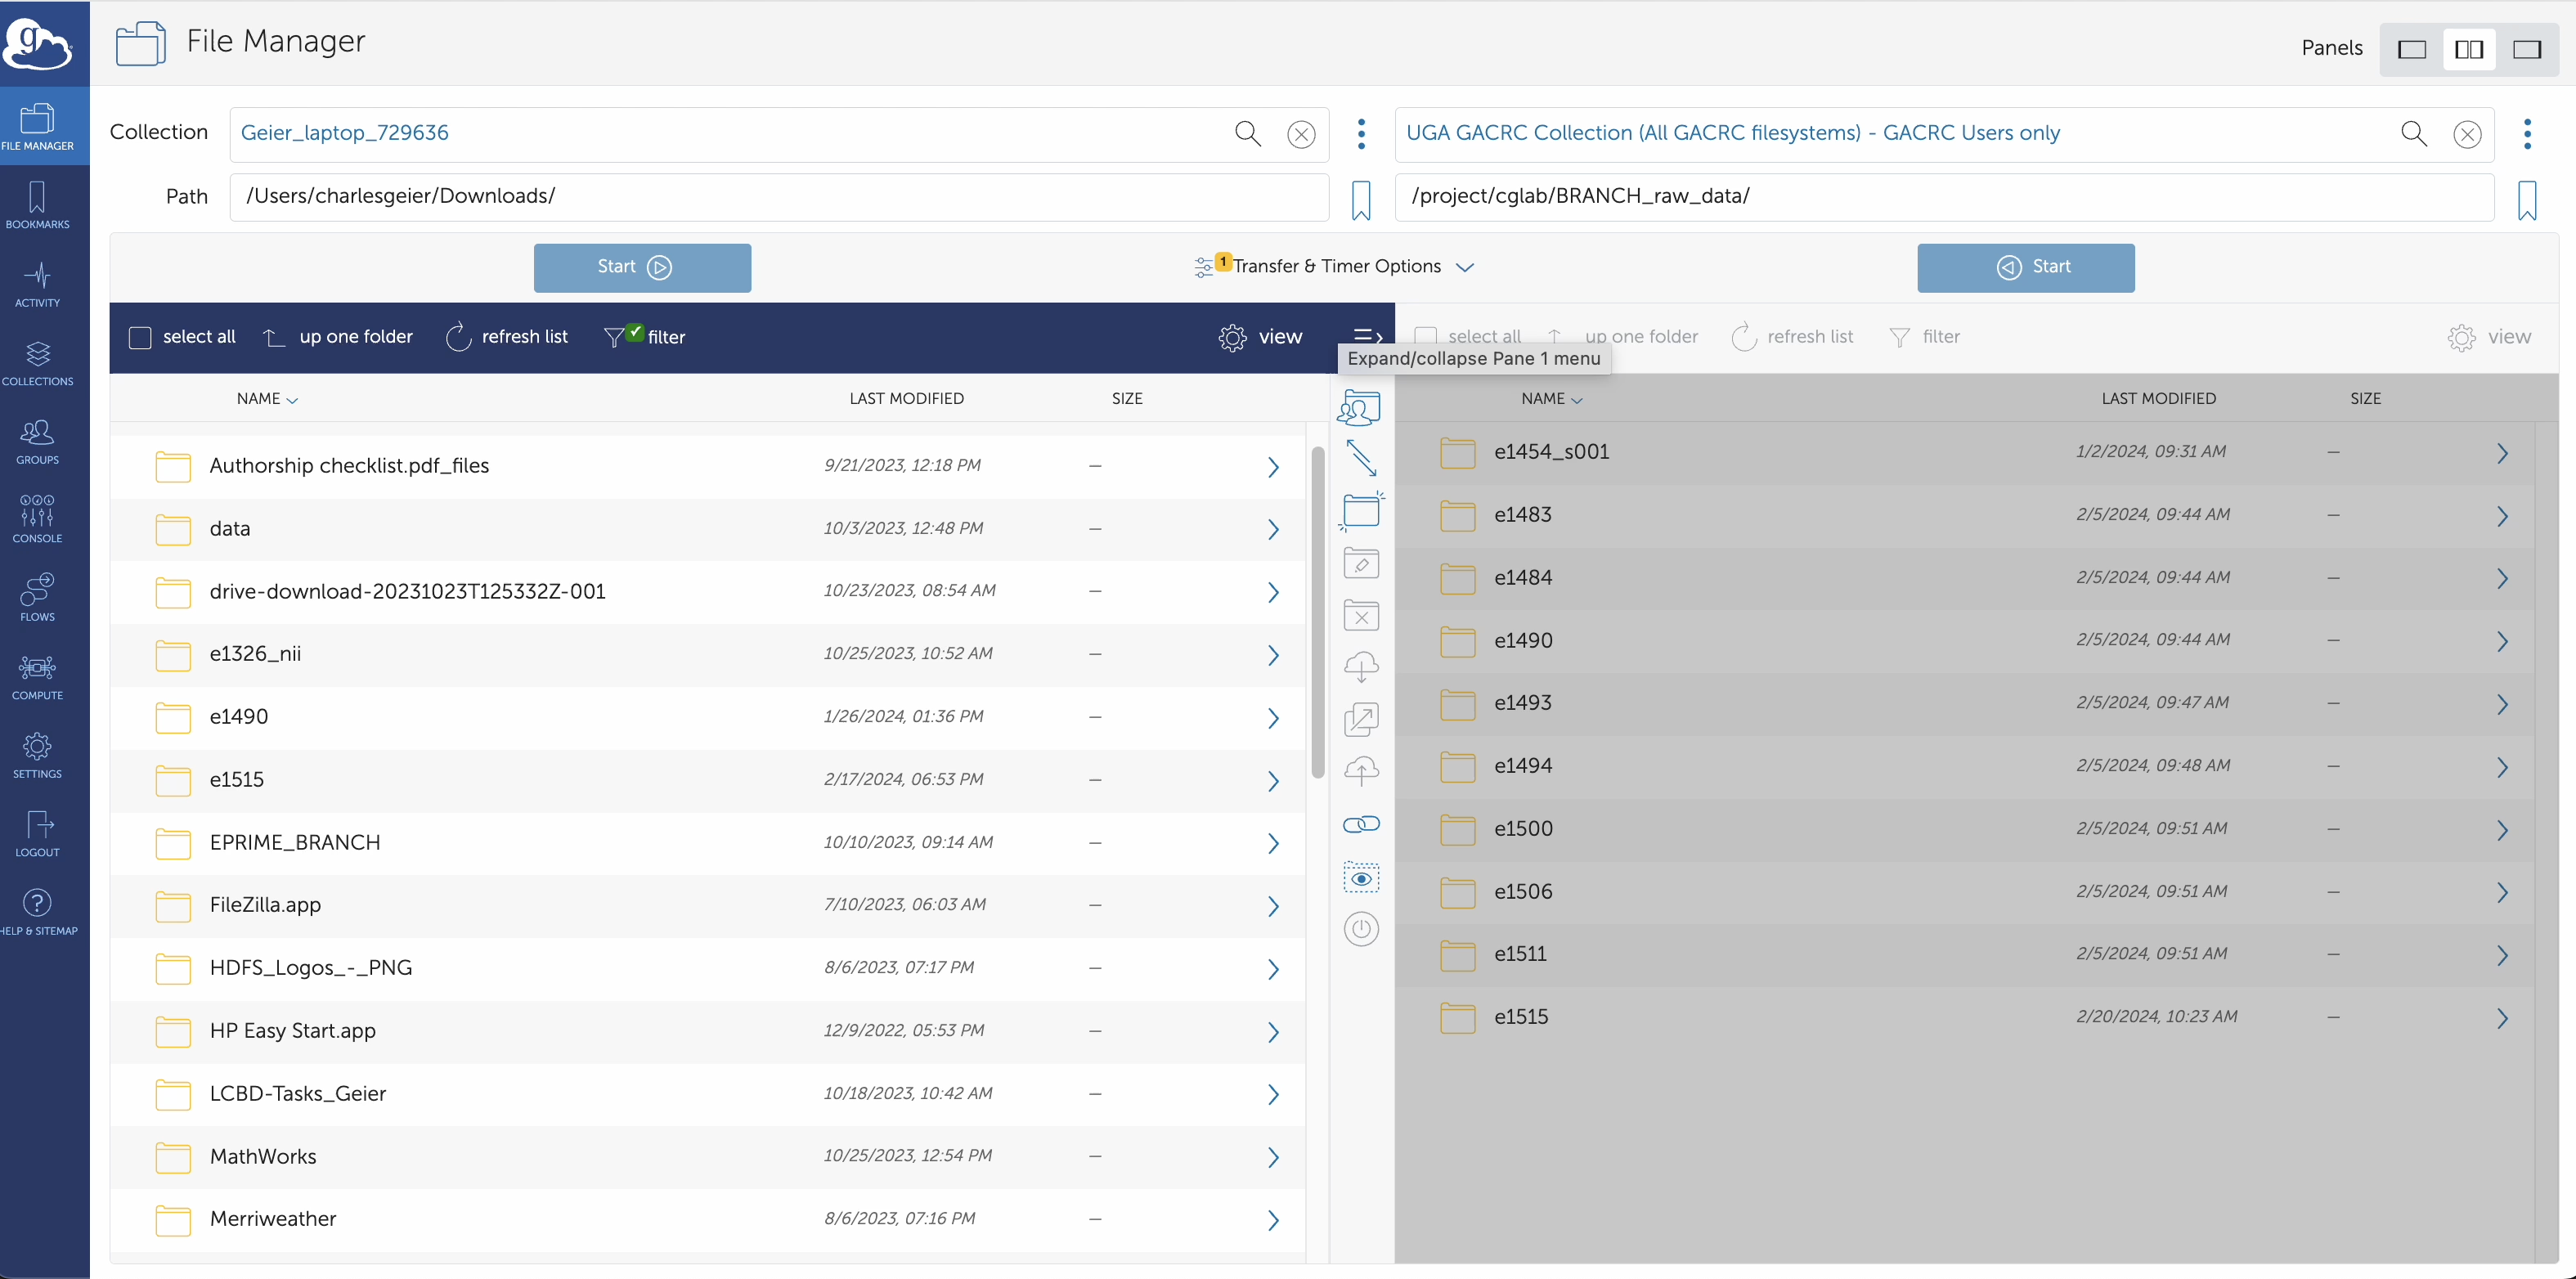 g
File Manager
Panels
FILE MANAGER
BOOKMARKS
ACTIVITY
COLLECTIONS
GROUPS
CONSOLE
FLOWS
COMPUTE
SETTINGS
LOGOUT
HELP & SITEMAP
Collection Geier_laptop_729636 UGA GACRC Collection (All GACRC filesystems) - GACRC Users only
Path /Users/charlesgeier/Downloads/ /project/cglab/BRANCH_raw_data/
Start 1 Transfer & Timer Options Start
select all up one folder refresh list filter view select all up one folder refresh list filter view
Expand/collapse Pane 1 menu
NAME LAST MODIFIED SIZE
Authorship checklist.pdf_files 9/21/2023, 12:18 PM –
data 10/3/2023, 12:48 PM –
drive-download-20231023T125332Z-001 10/23/2023, 08:54 AM –
e1326_nii 10/25/2023, 10:52 AM –
e1490 1/26/2024, 01:36 PM –
e1515 2/17/2024, 06:53 PM –
EPRIME_BRANCH 10/10/2023, 09:14 AM –
FileZilla.app 7/10/2023, 06:03 AM –
HDFS_Logos_-_PNG 8/6/2023, 07:17 PM –
HP Easy Start.app 12/9/2022, 05:53 PM –
LCBD-Tasks_Geier 10/18/2023, 10:42 AM –
MathWorks 10/25/2023, 12:54 PM –
Merriweather 8/6/2023, 07:16 PM –
NAME LAST MODIFIED SIZE
e1454_s001 1/2/2024, 09:31 AM –
e1483 2/5/2024, 09:44 AM –
e1484 2/5/2024, 09:44 AM –
e1490 2/5/2024, 09:44 AM –
e1493 2/5/2024, 09:47 AM –
e1494 2/5/2024, 09:48 AM –
e1500 2/5/2024, 09:51 AM –
e1506 2/5/2024, 09:51 AM –
e1511 2/5/2024, 09:51 AM –
e1515 2/20/2024, 10:23 AM –